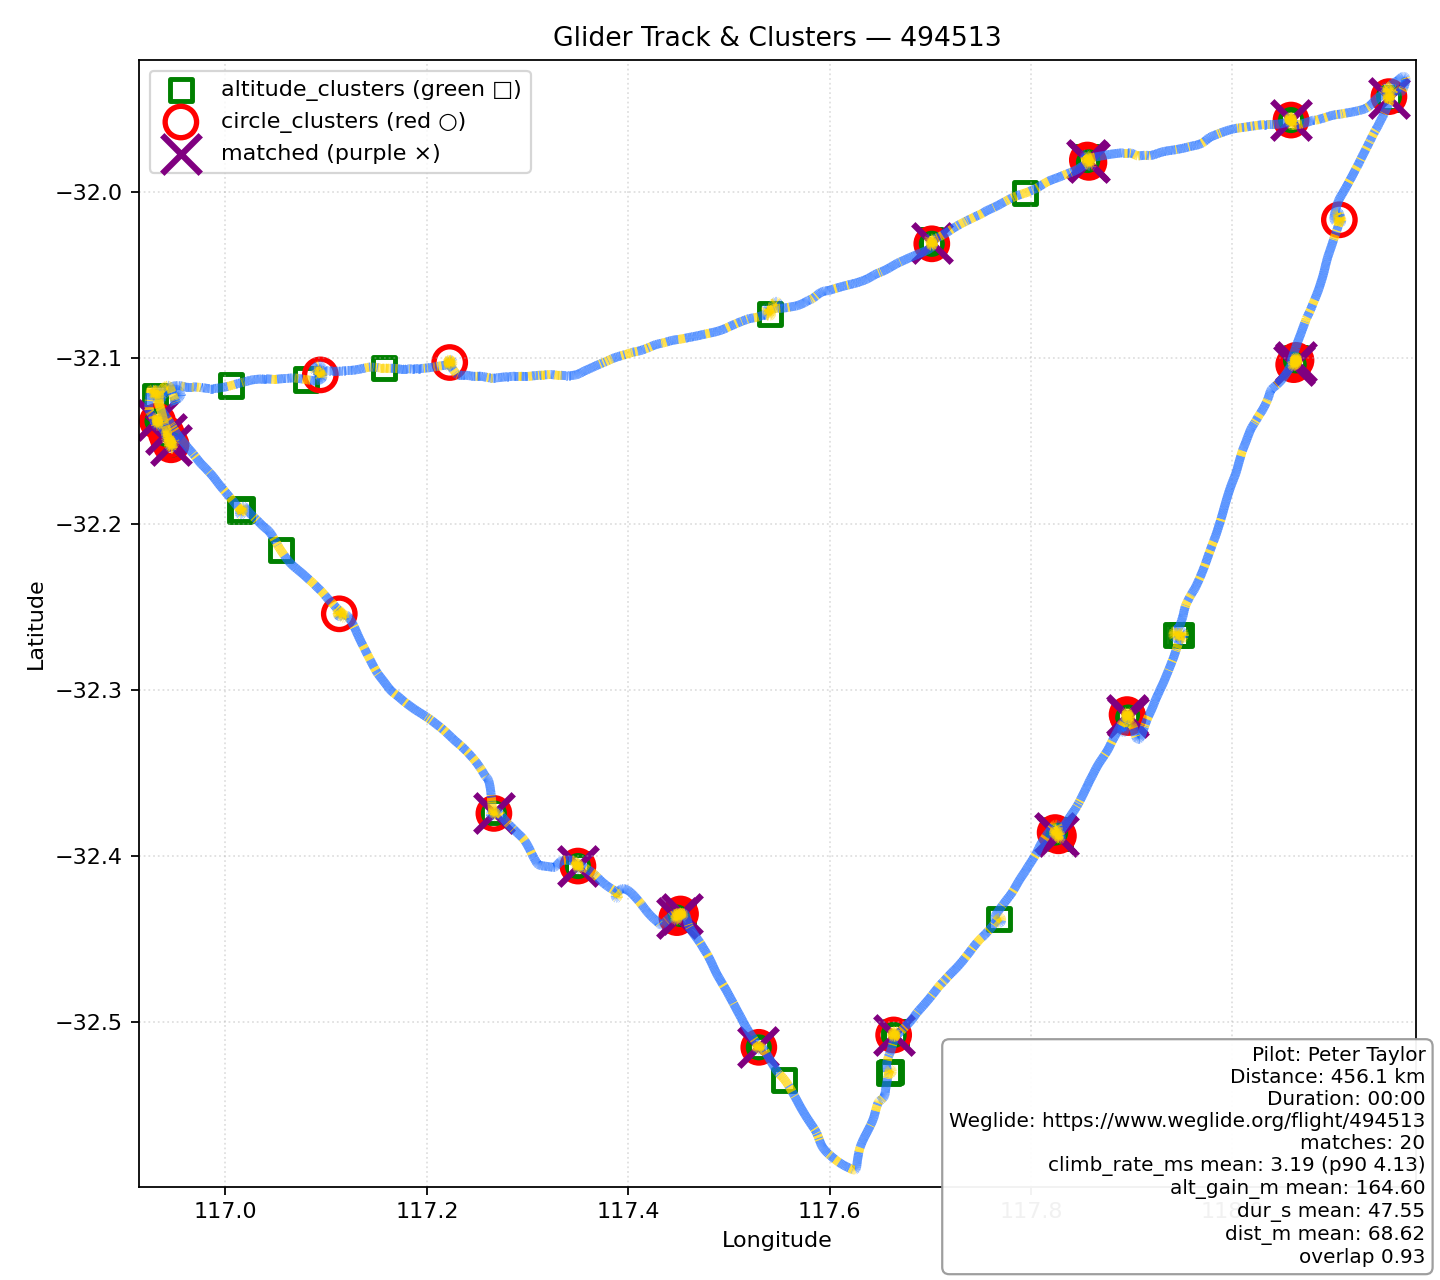 Glider Track & Clusters — 494513
altitude_clusters (green □)
circle_clusters (red ○)
matched (purple ×)
−32.0
−32.1
−32.2
−32.3
−32.4
−32.5
Latitude
117.0
117.2
117.4
117.6
117.8
Longitude
Pilot: Peter Taylor
Distance: 456.1 km
Duration: 00:00
Weglide: https://www.weglide.org/flight/494513
matches: 20
climb_rate_ms mean: 3.19 (p90 4.13)
alt_gain_m mean: 164.60
dur_s mean: 47.55
dist_m mean: 68.62
overlap 0.93